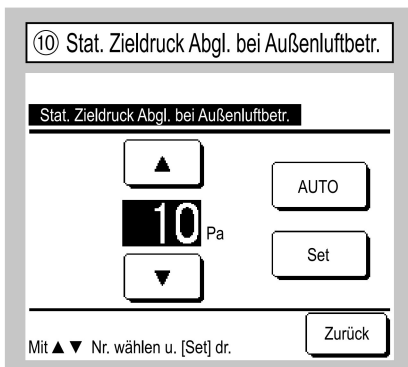 ⑩ Stat. Zieldruck Abgl. bei Außenluftbetr.
Stat. Zieldruck Abgl. bei Außenluftbetr.
▲
AUTO
10 Pa
Set
▼
Zurück
Mit ▲ ▼ Nr. wählen u. [Set] dr.